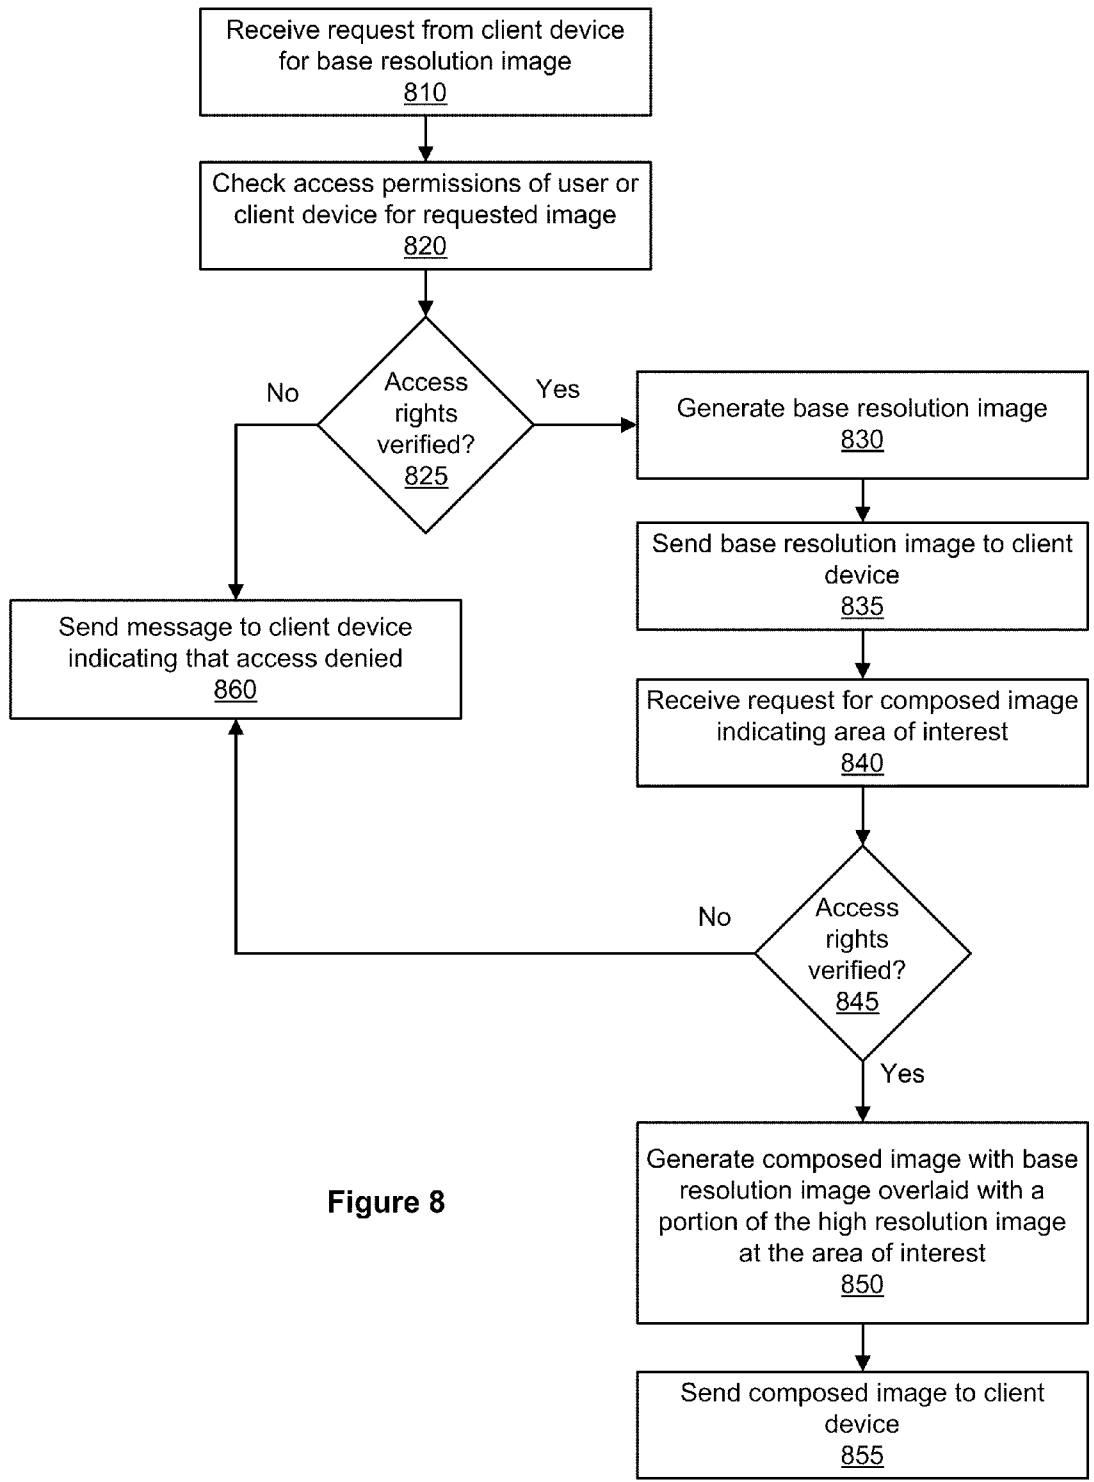 Receive request from client device
for base resolution image
810
Check access permissions of user or
client device for requested image
820
Access
rights
verified?
825
No
Yes
Generate base resolution image
830
Send base resolution image to client
device
835
Send message to client device
indicating that access denied
860
Receive request for composed image
indicating area of interest
840
Access
rights
verified?
845
No
Yes
Generate composed image with base
resolution image overlaid with a
portion of the high resolution image
at the area of interest
850
Figure 8
Send composed image to client
device
855